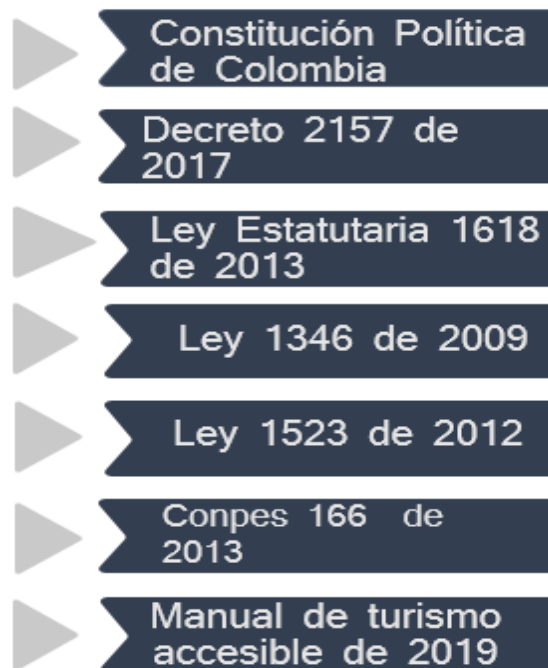 Constitución Política
de Colombia
Decreto 2157 de
2017
Ley Estatutaria 1618
de 2013
Ley 1346 de 2009
Ley 1523 de 2012
Conpes 166 de
2013
Manual de turismo
accesible de 2019